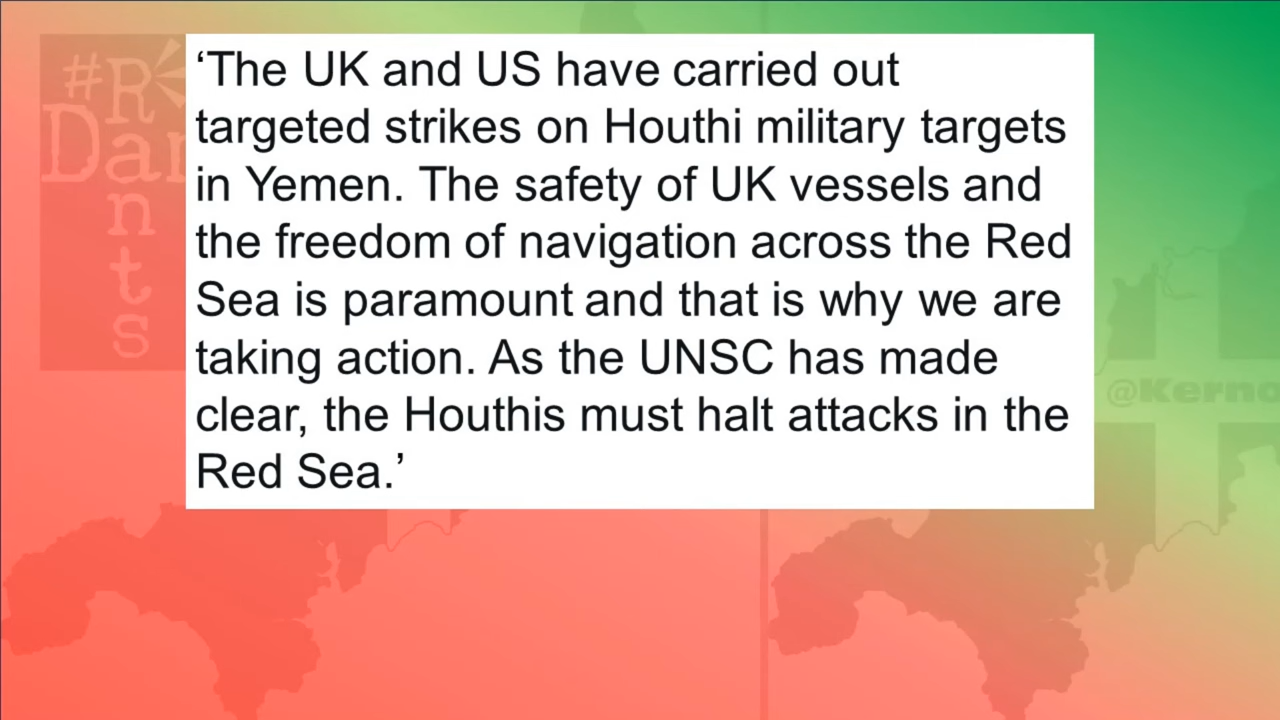 #R
Dan
n
t
s
‘The UK and US have carried out
targeted strikes on Houthi military targets
in Yemen. The safety of UK vessels and
the freedom of navigation across the Red
Sea is paramount and that is why we are
taking action. As the UNSC has made
clear, the Houthis must halt attacks in the
Red Sea.’
@Kerno